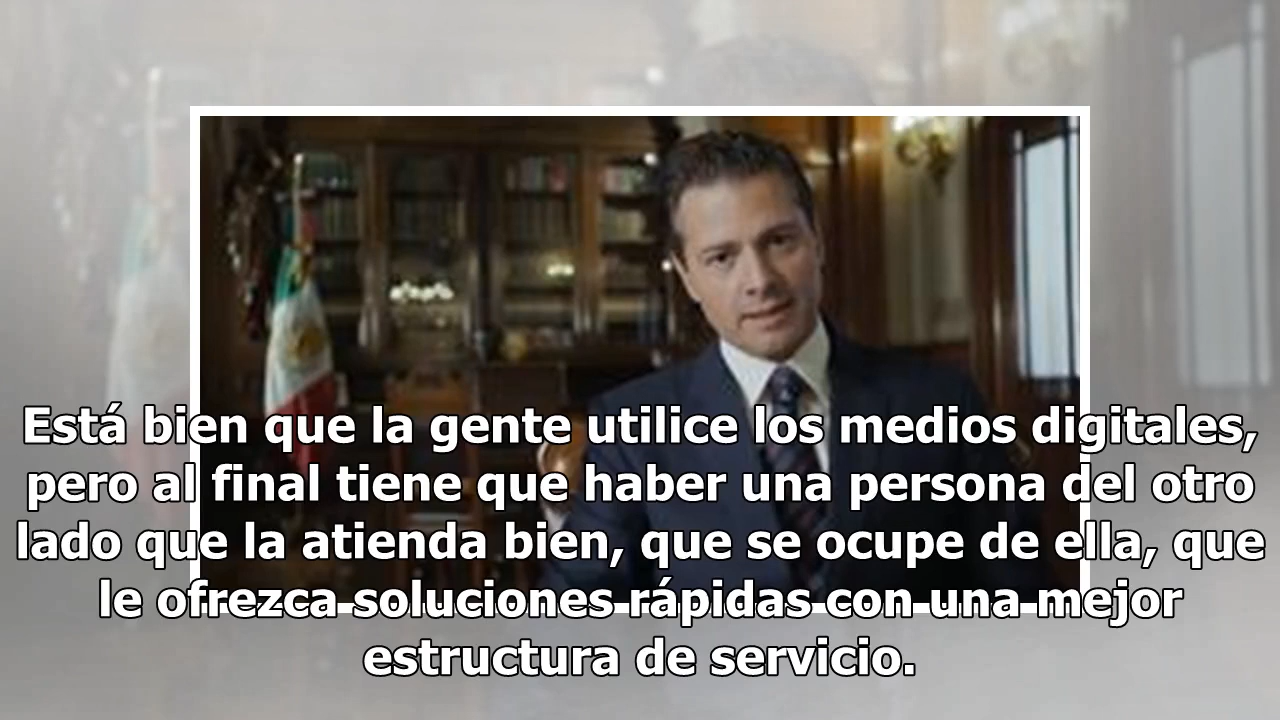 Está bien que la gente utilice los medios digitales,
pero al final tiene que haber una persona del otro
lado que la atienda bien, que se ocupe de ella, que
le ofrezca soluciones rápidas con una mejor
estructura de servicio.